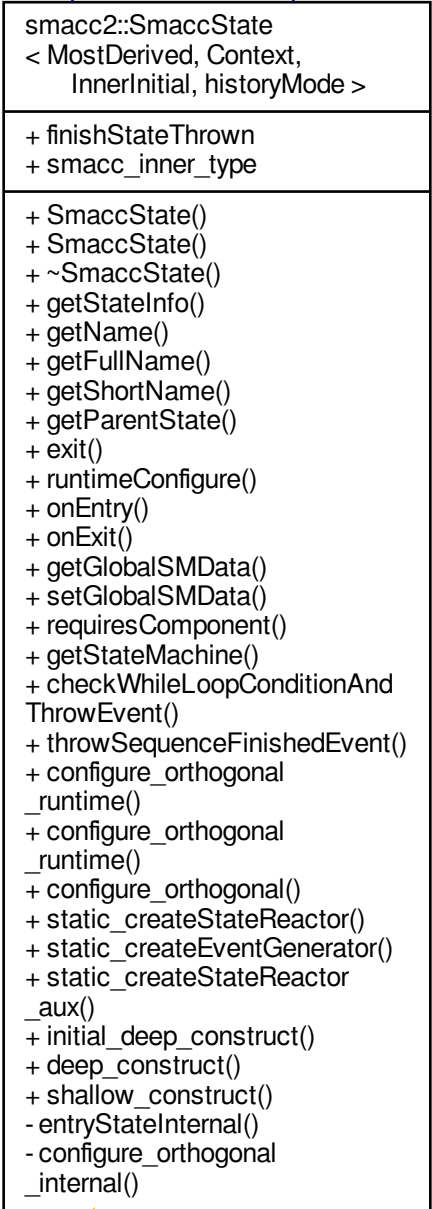 smacc2::SmaccState
< MostDerived, Context,
InnerInitial, historyMode >
+ finishStateThrown
+ smacc_inner_type
+ SmaccState()
+ SmaccState()
+ ~SmaccState()
+ getStateInfo()
+ getName()
+ getFullName()
+ getShortName()
+ getParentState()
+ exit()
+ runtimeConfigure()
+ onEntry()
+ onExit()
+ getGlobalSMData()
+ setGlobalSMData()
+ requiresComponent()
+ getStateMachine()
+ checkWhileLoopConditionAnd
ThrowEvent()
+ throwSequenceFinishedEvent()
+ configure_orthogonal
_runtime()
+ configure_orthogonal
_runtime()
+ configure_orthogonal()
+ static_createStateReactor()
+ static_createEventGenerator()
+ static_createStateReactor
_aux()
+ initial_deep_construct()
+ deep_construct()
+ shallow_construct()
- entryStateInternal()
- configure_orthogonal
_internal()